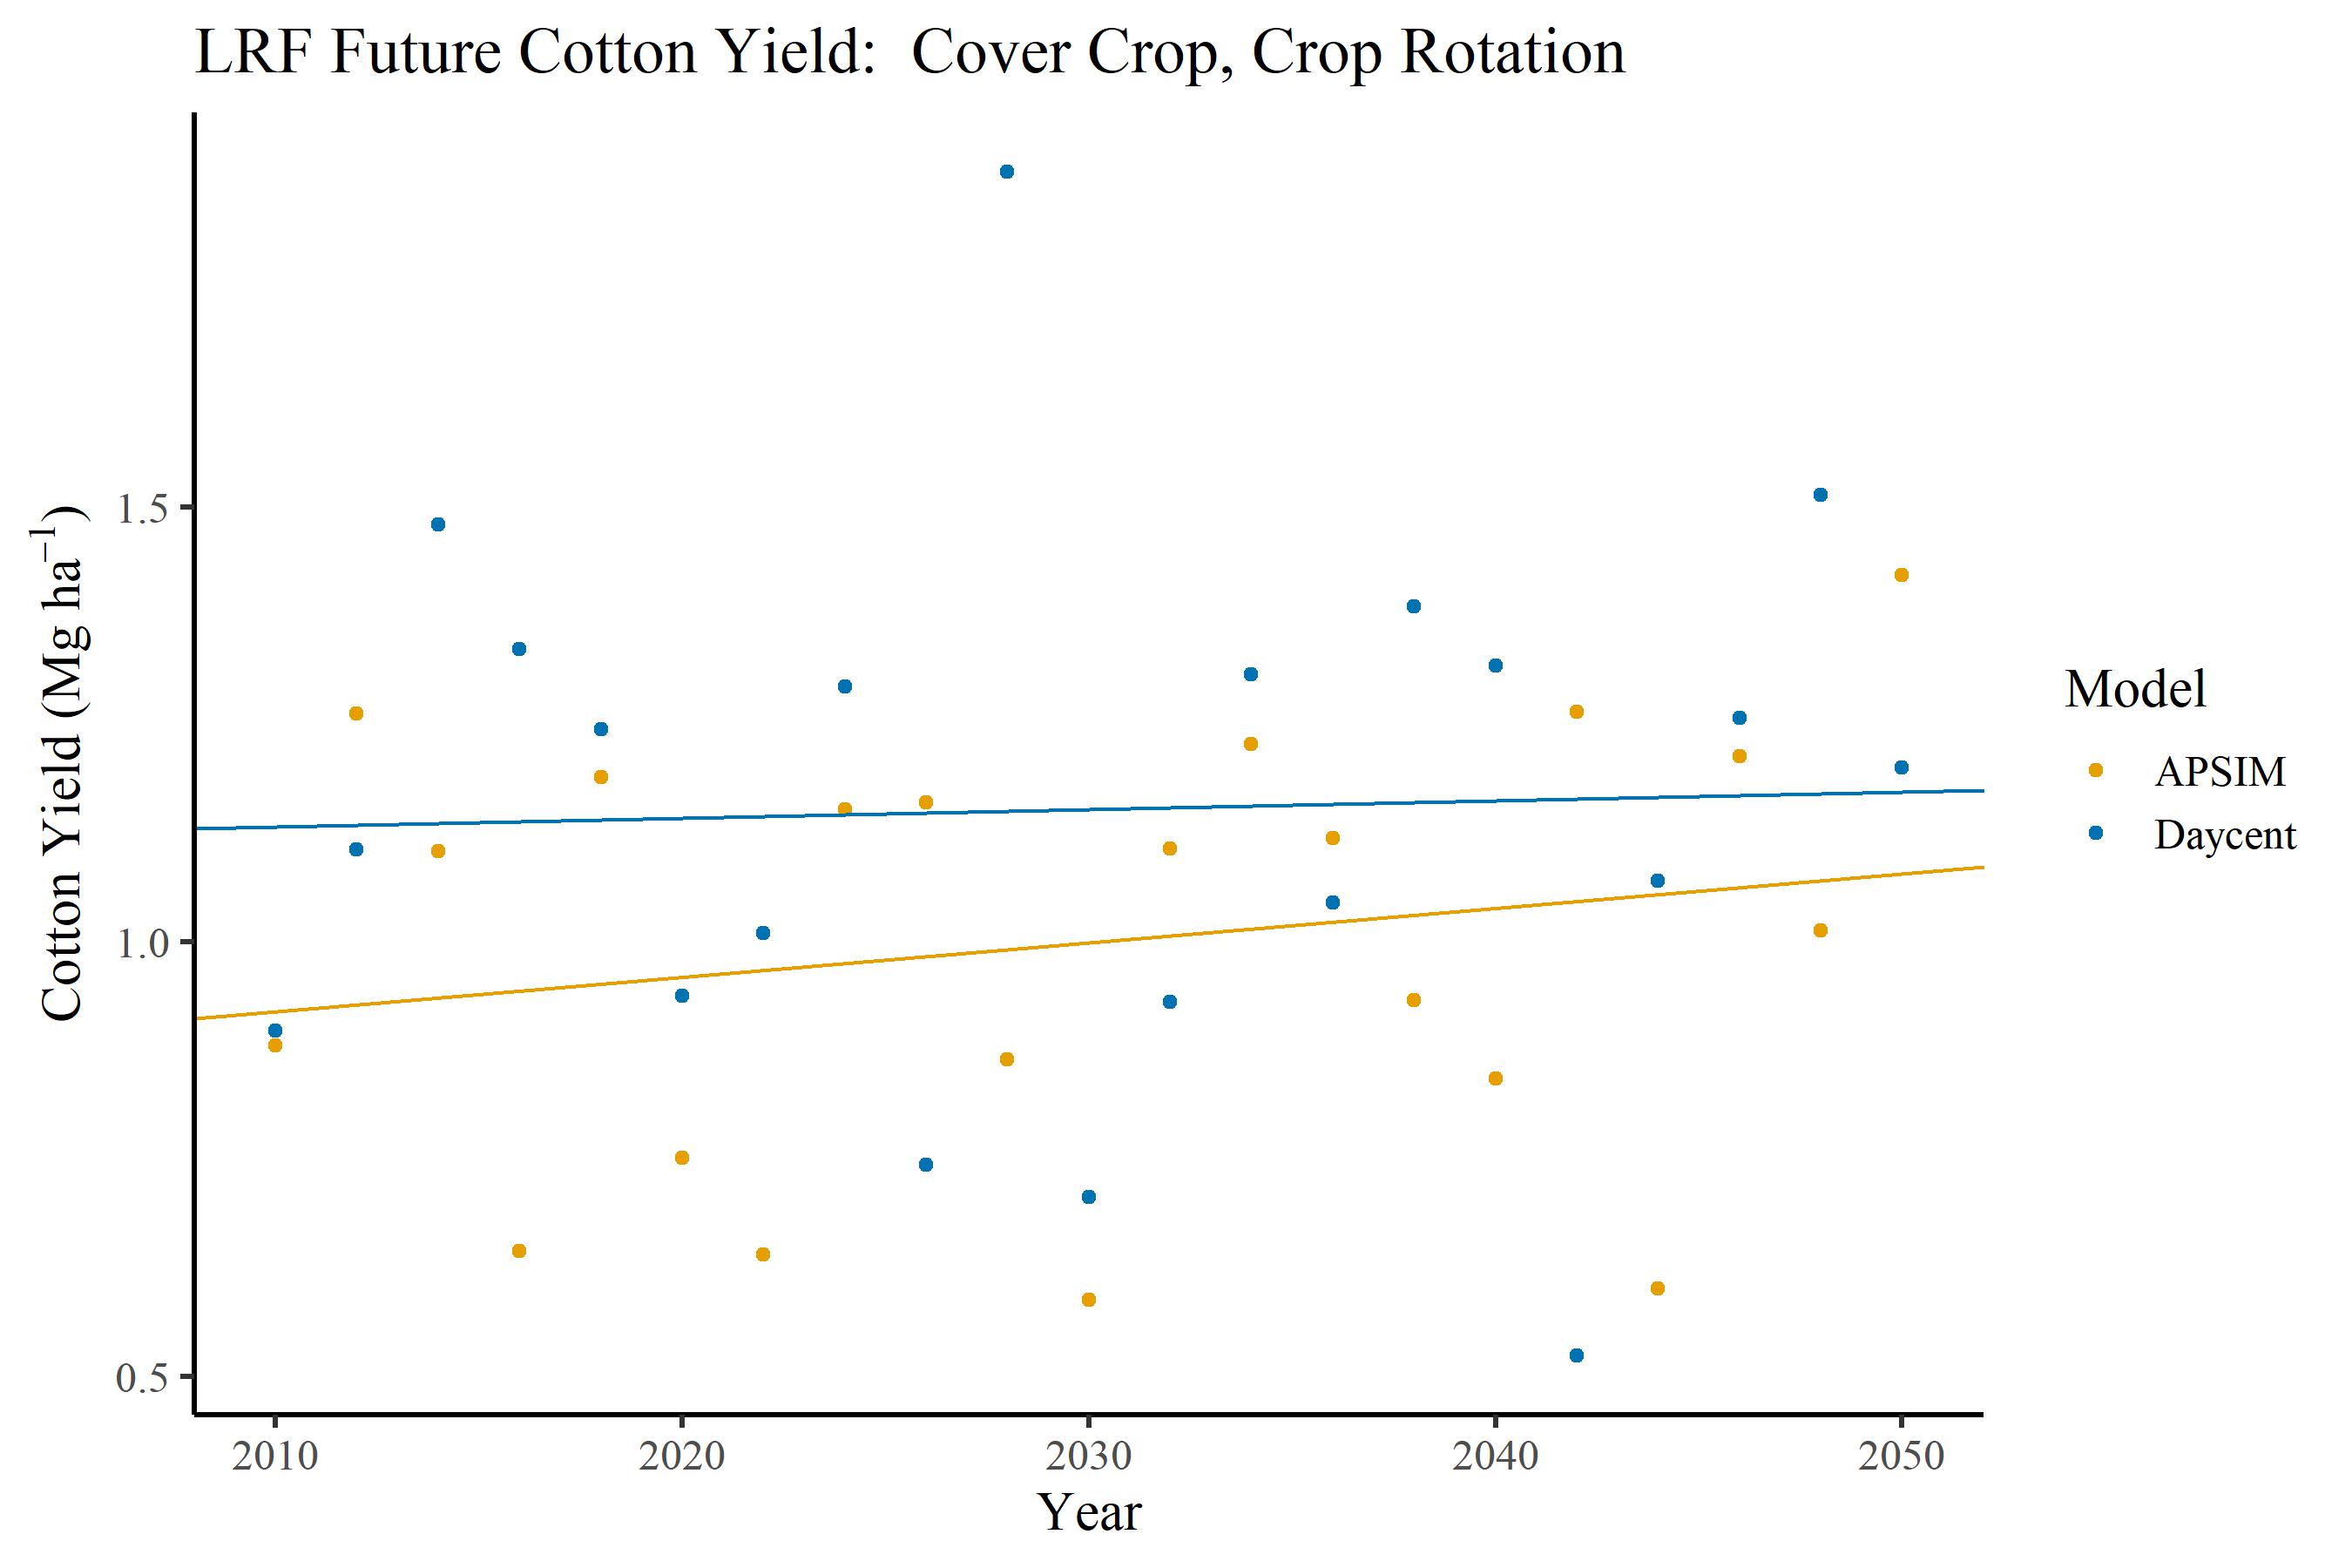 LRF Future Cotton Yield:  Cover Crop, Crop Rotation
Cotton Yield (Mg ha⁻¹)
1.5
1.0
0.5
2010 2020 2030 2040 2050
Year
Model
APSIM
Daycent